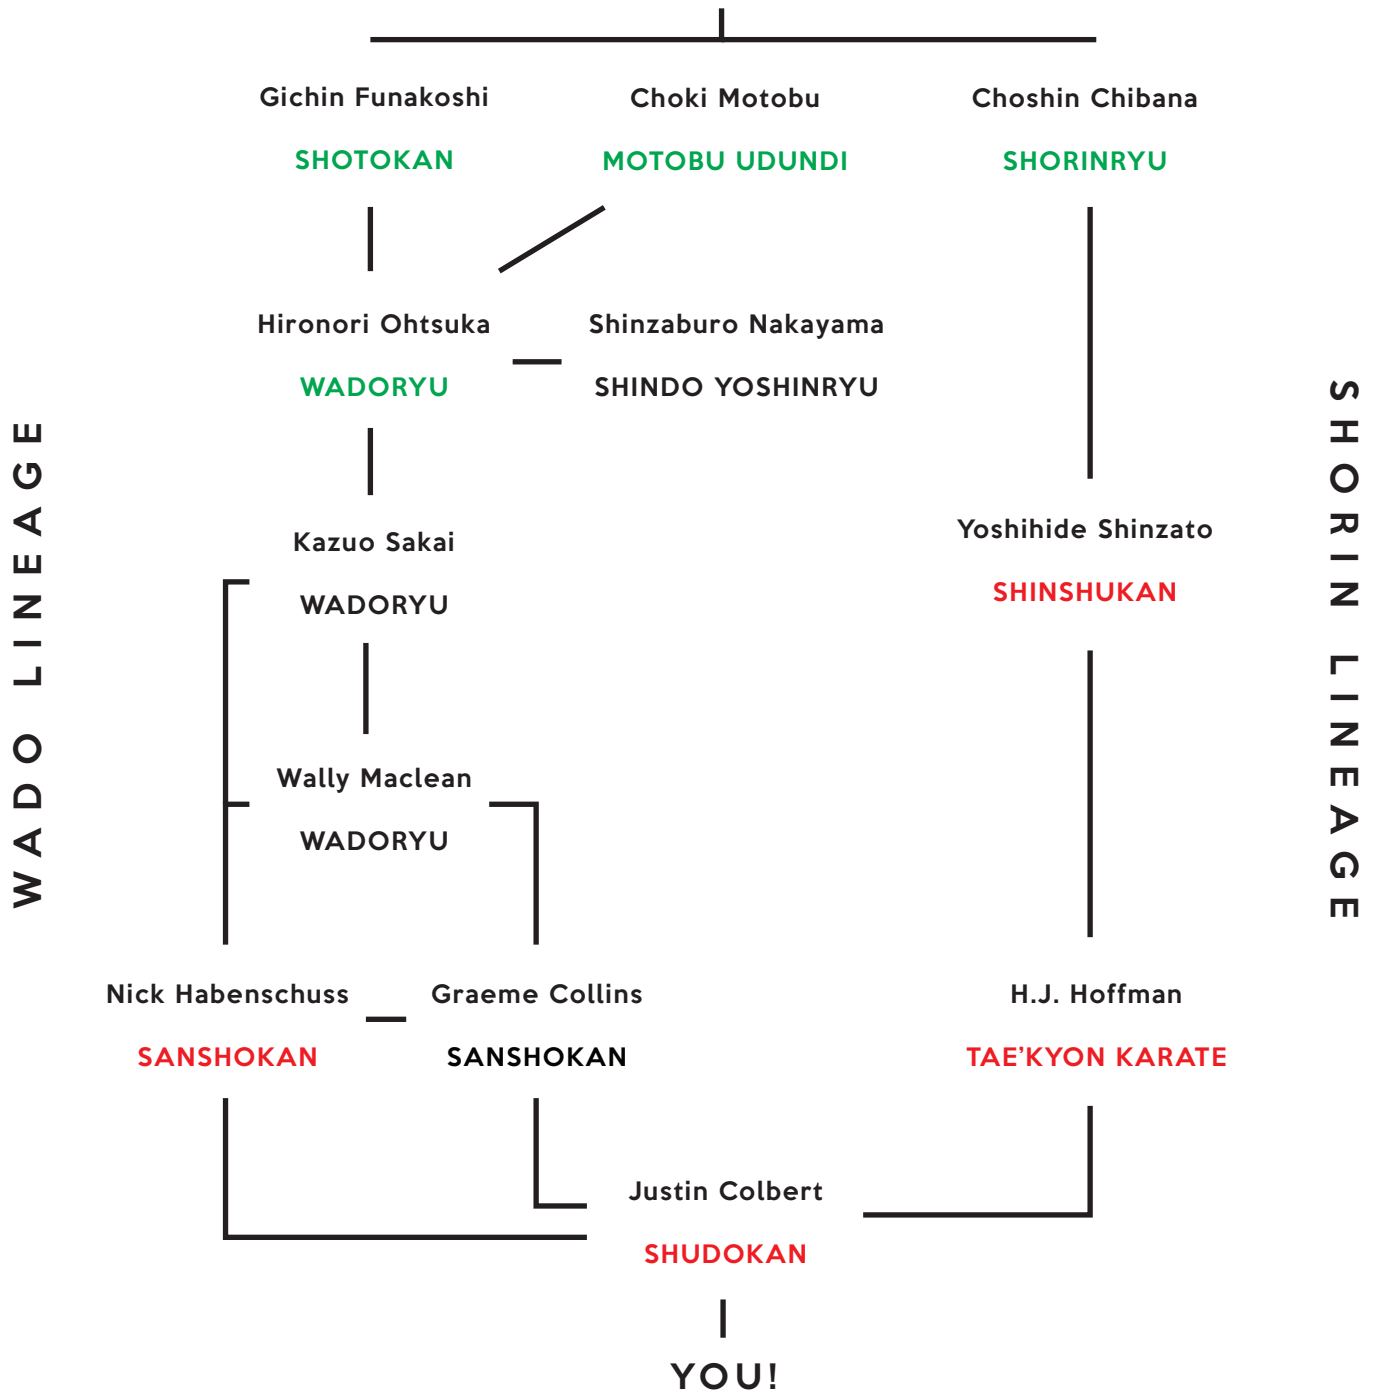 Gichin Funakoshi
SHOTOKAN
Choki Motobu
MOTOBU UDUNDI
Choshin Chibana
SHORINRYU
Hironori Ohtsuka
WADORYU
Shinzaburo Nakayama
SHINDO YOSHINRYU
WADO LINEAGE
SHORIN LINEAGE
Kazuo Sakai
WADORYU
Yoshihide Shinzato
SHINSHUKAN
Wally Maclean
WADORYU
Nick Habenschuss
SANSHOKAN
Graeme Collins
SANSHOKAN
H.J. Hoffman
TAE’KYON KARATE
Justin Colbert
SHUDOKAN
YOU!